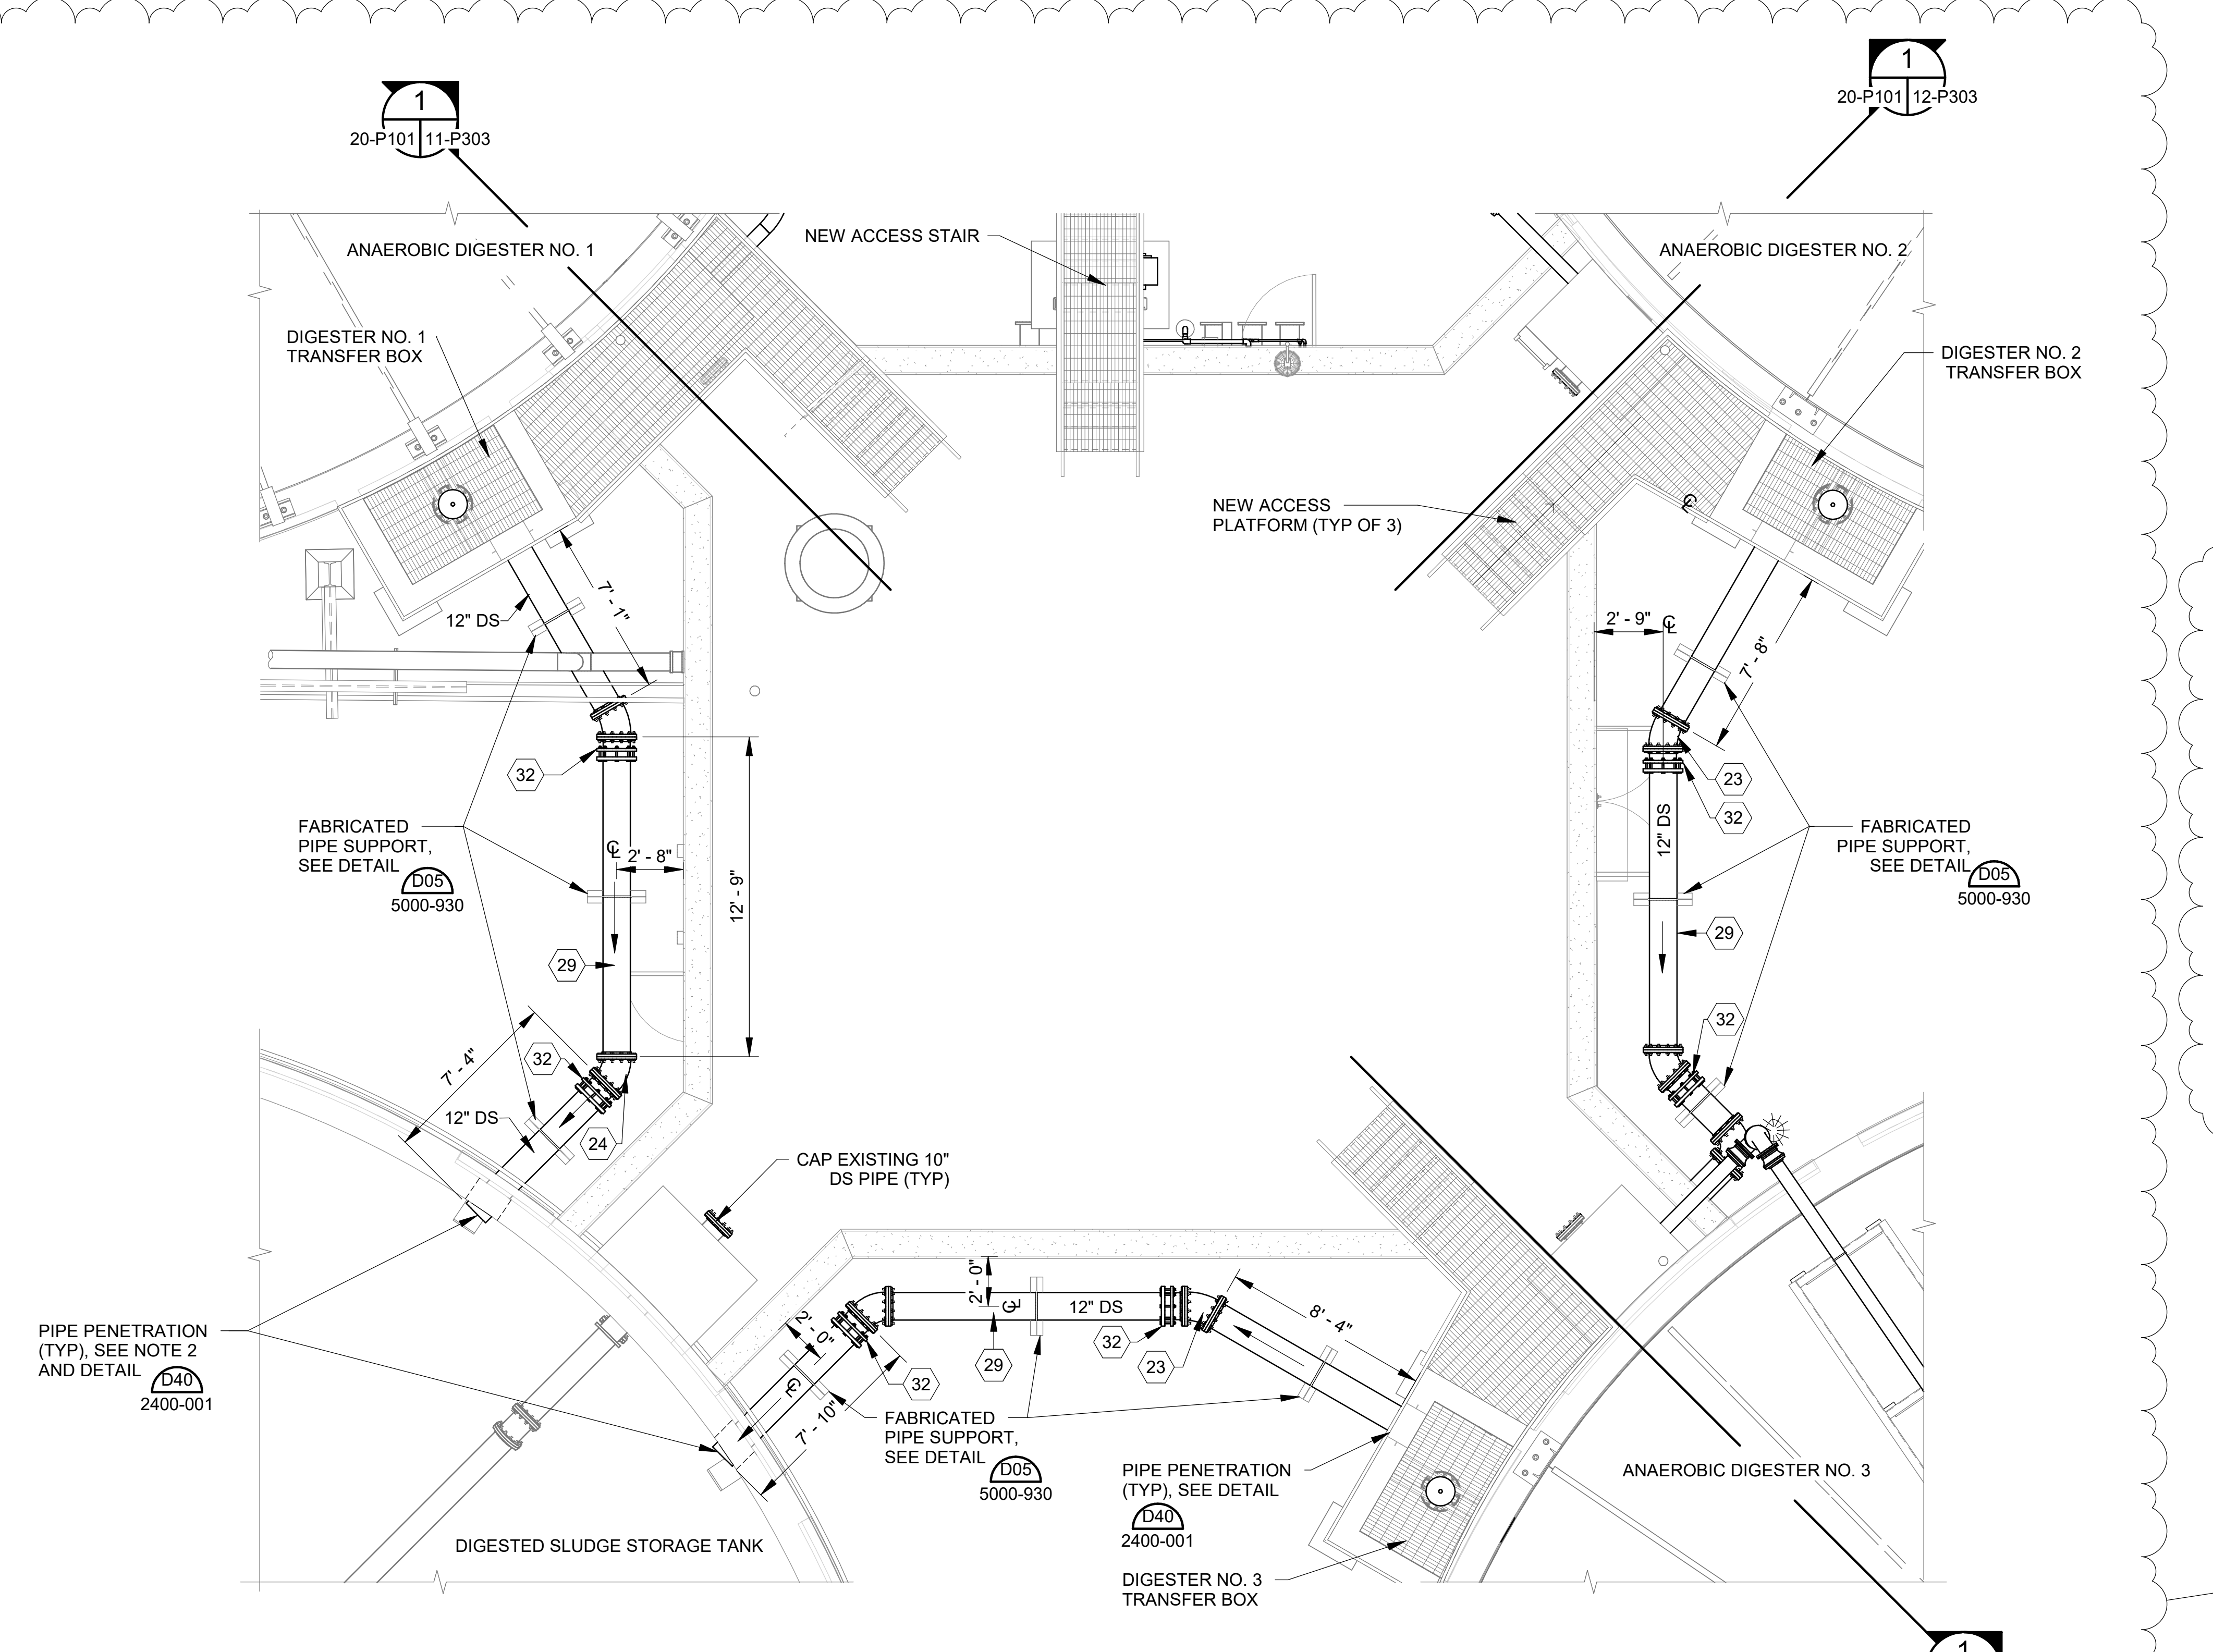 1
20-P101 11-P303
1
20-P101 12-P303
NEW ACCESS STAIR
ANAEROBIC DIGESTER NO. 1
ANAEROBIC DIGESTER NO. 2
DIGESTER NO. 1
TRANSFER BOX
DIGESTER NO. 2
TRANSFER BOX
NEW ACCESS
PLATFORM (TYP OF 3)
CL
12" DS
7' - 1"
2' - 9"
CL
7' - 8"
32
23
32
12" DS
FABRICATED
PIPE SUPPORT,
SEE DETAIL
D05
5000-930
CL
2' - 8"
12' - 9"
FABRICATED
PIPE SUPPORT,
SEE DETAIL
D05
5000-930
29
29
32
7' - 4"
32
12" DS
24
CAP EXISTING 10"
DS PIPE (TYP)
2' - 0"
CL
12" DS
8' - 4"
PIPE PENETRATION
(TYP), SEE NOTE 2
AND DETAIL
D40
2400-001
2' - 0"
CL
7' - 10"
32
29
32
23
FABRICATED
PIPE SUPPORT,
SEE DETAIL
D05
5000-930
PIPE PENETRATION
(TYP), SEE DETAIL
D40
2400-001
ANAEROBIC DIGESTER NO. 3
DIGESTED SLUDGE STORAGE TANK
DIGESTER NO. 3
TRANSFER BOX
1